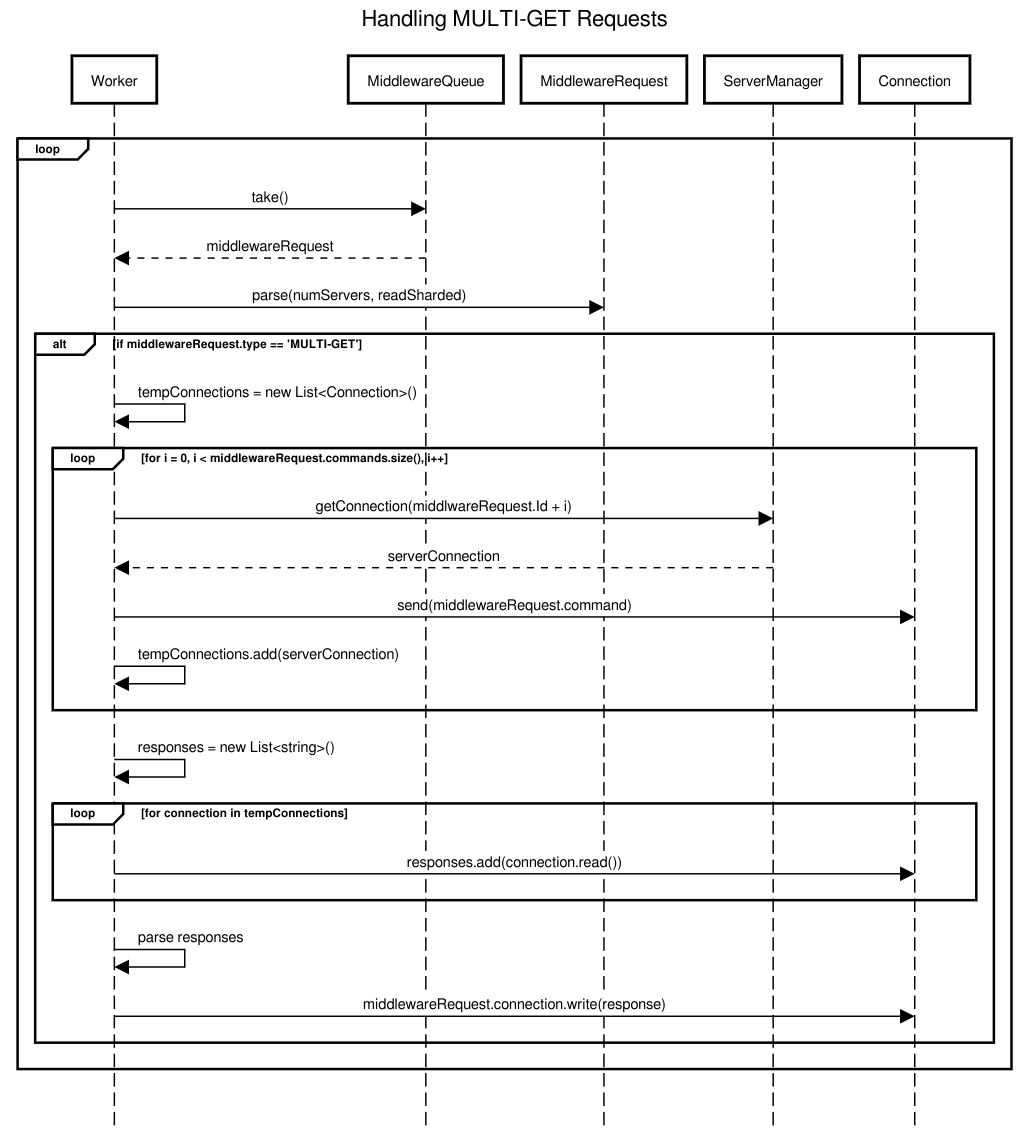 Handling MULTI-GET Requests
Worker MiddlewareQueue MiddlewareRequest ServerManager Connection
loop
take()
middlewareRequest
parse(numServers, readSharded)
alt [if middlewareRequest.type == 'MULTI-GET']
tempConnections = new List<Connection>()
loop [for i = 0, i < middlewareRequest.commands.size(), i++]
getConnection(middlwareRequest.Id + i)
serverConnection
send(middlewareRequest.command)
tempConnections.add(serverConnection)
responses = new List<string>()
loop [for connection in tempConnections]
responses.add(connection.read())
parse responses
middlewareRequest.connection.write(response)